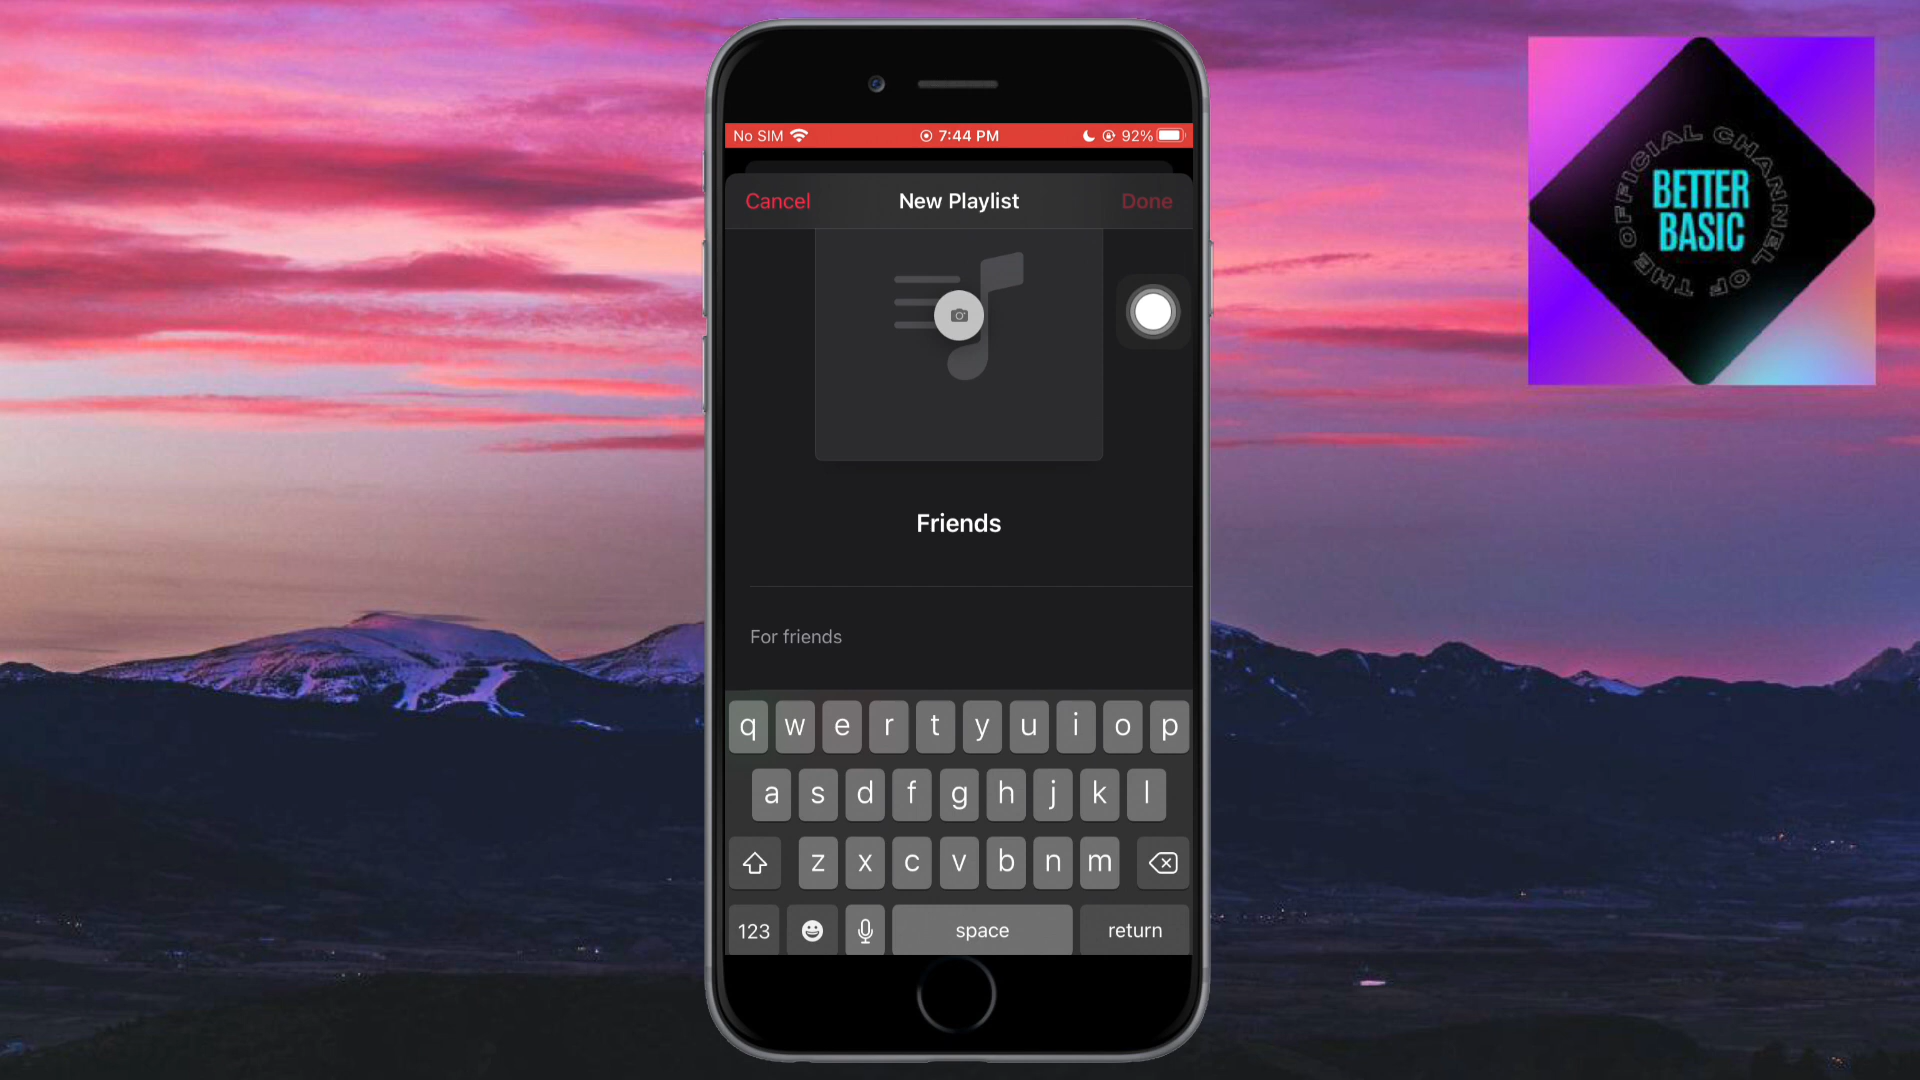 No SIM 7:44 PM 92%
Cancel New Playlist Done
Friends
For friends
q w e r t y u i o p
a s d f g h j k l
z x c v b n m
123 space return
THE OFFICIAL CHANNEL OF
BETTER
BASIC